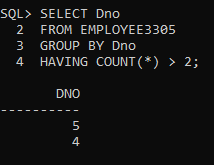 SQL> SELECT Dno
  2  FROM EMPLOYEE3305
  3  GROUP BY Dno
  4  HAVING COUNT(*) > 2;

       DNO
----------
         5
         4